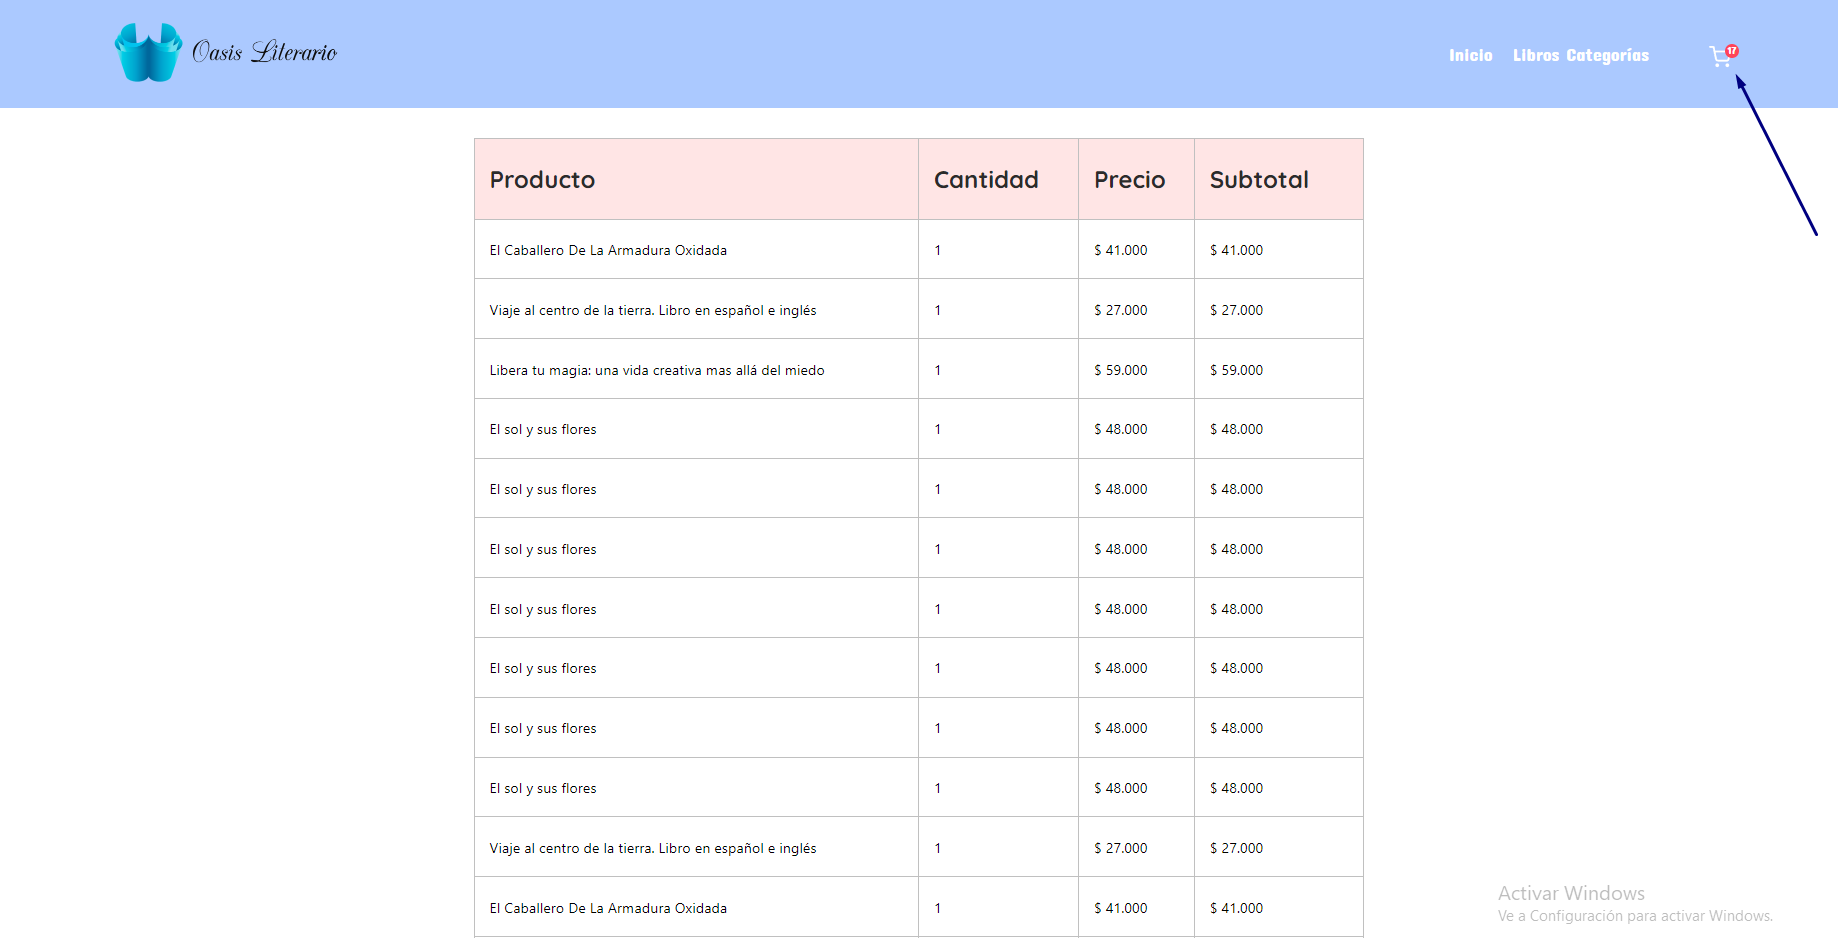 Oasis Literario
Inicio Libros Categorías 17
Producto Cantidad Precio Subtotal
El Caballero De La Armadura Oxidada 1 $ 41.000 $ 41.000
Viaje al centro de la tierra. Libro en español e inglés 1 $ 27.000 $ 27.000
Libera tu magia: una vida creativa mas allá del miedo 1 $ 59.000 $ 59.000
El sol y sus flores 1 $ 48.000 $ 48.000
El sol y sus flores 1 $ 48.000 $ 48.000
El sol y sus flores 1 $ 48.000 $ 48.000
El sol y sus flores 1 $ 48.000 $ 48.000
El sol y sus flores 1 $ 48.000 $ 48.000
El sol y sus flores 1 $ 48.000 $ 48.000
El sol y sus flores 1 $ 48.000 $ 48.000
Viaje al centro de la tierra. Libro en español e inglés 1 $ 27.000 $ 27.000
El Caballero De La Armadura Oxidada 1 $ 41.000 $ 41.000
Activar Windows
Ve a Configuración para activar Windows.